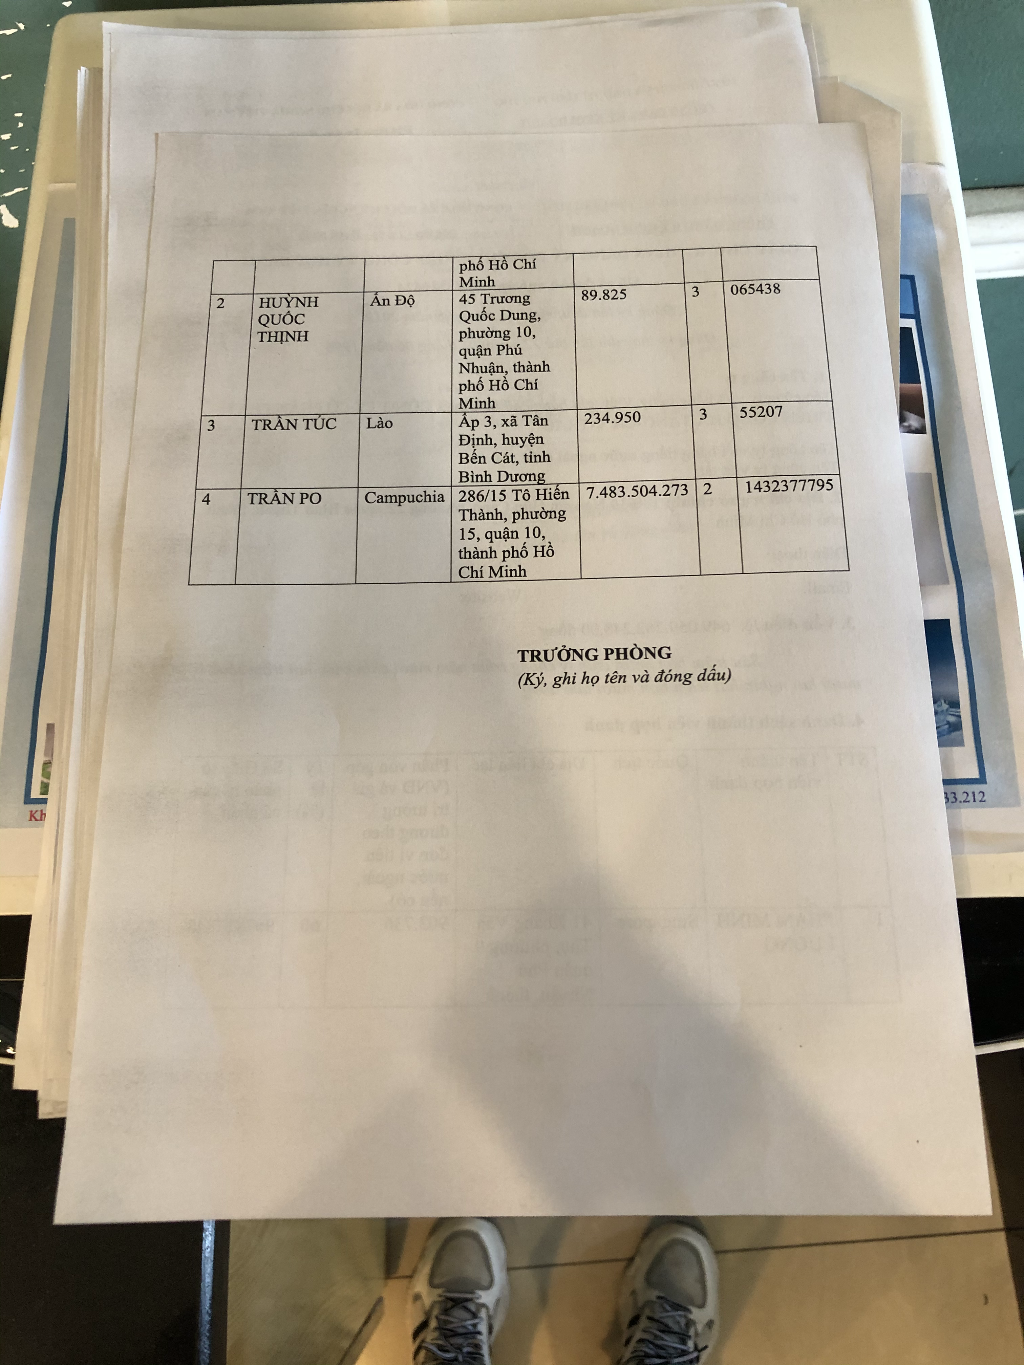 phố Hồ Chí
Minh
2 HUỲNH QUỐC THỊNH Ấn Độ 45 Trương 89.825 3 065438
Quốc Dung,
phường 10,
quận Phú
Nhuận, thành
phố Hồ Chí
Minh
3 TRẦN TÚC Lào Ấp 3, xã Tân 234.950 3 55207
Định, huyện
Bến Cát, tỉnh
Bình Dương
4 TRẦN PO Campuchia 286/15 Tô Hiến 7.483.504.273 2 1432377795
Thành, phường
15, quận 10,
thành phố Hồ
Chí Minh
TRƯỞNG PHÒNG
(Ký, ghi họ tên và đóng dấu)
Kh
33.212